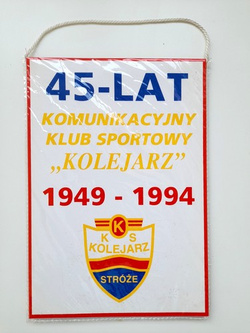 45-LAT
KOMUNIKACYJNY
KLUB SPORTOWY
„KOLEJARZ”
1949 - 1994
K
K S
KOLEJARZ
STRÓŻE